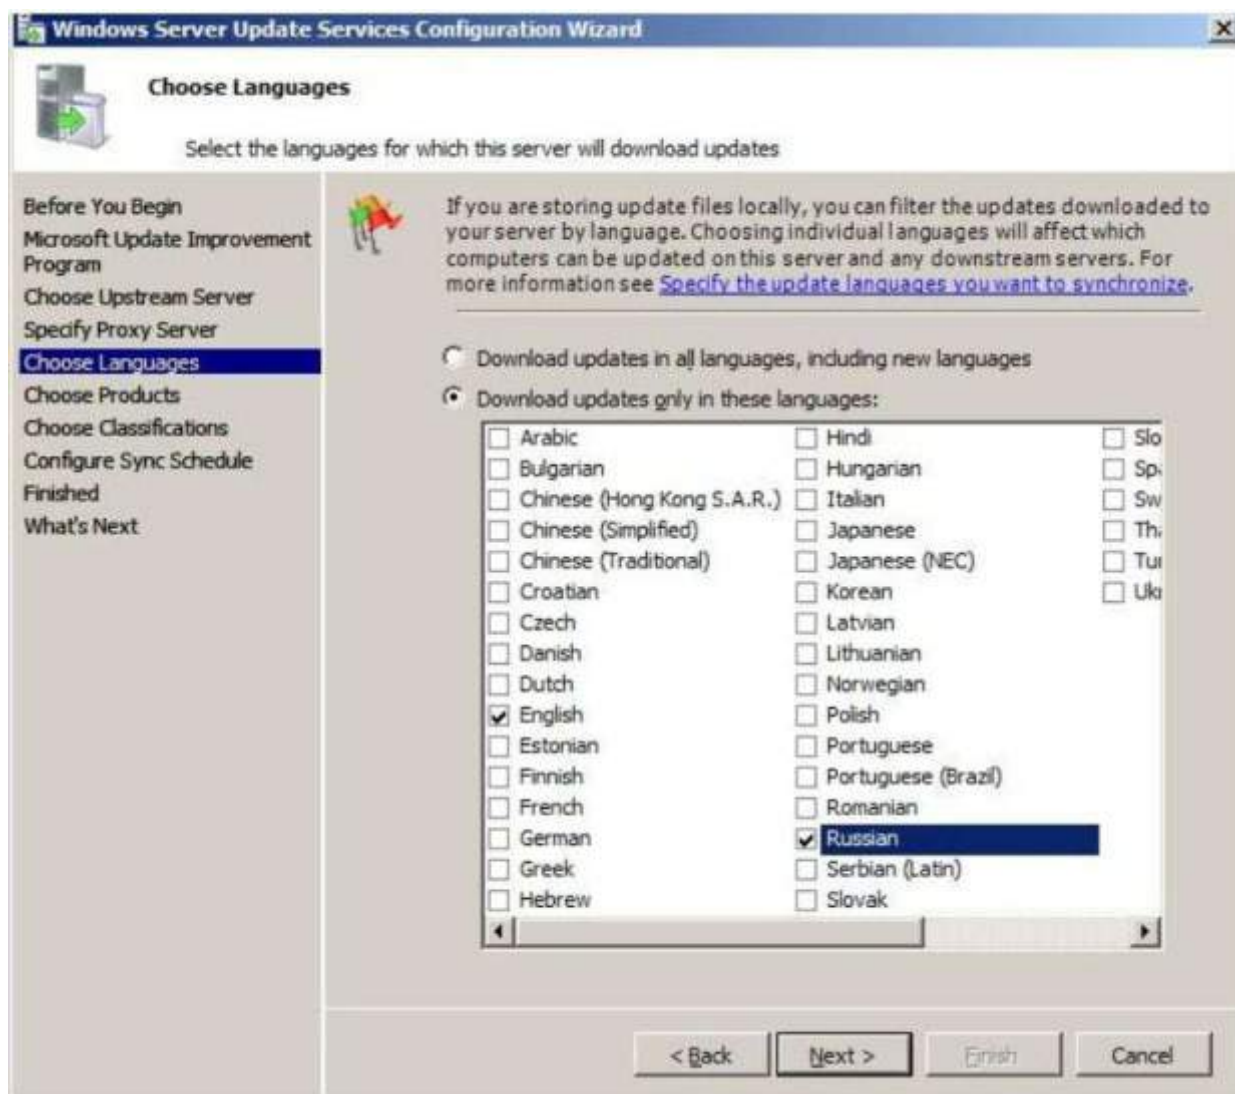 Windows Server Update Services Configuration Wizard
Choose Languages
Select the languages for which this server will download updates
Before You Begin
Microsoft Update Improvement
Program
Choose Upstream Server
Specify Proxy Server
Choose Languages
Choose Products
Choose Classifications
Configure Sync Schedule
Finished
What's Next
If you are storing update files locally, you can filter the updates downloaded to
your server by language. Choosing individual languages will affect which
computers can be updated on this server and any downstream servers. For
more information see Specify the update languages you want to synchronize.
Download updates in all languages, including new languages
Download updates only in these languages:
Arabic
Bulgarian
Chinese (Hong Kong S.A.R.)
Chinese (Simplified)
Chinese (Traditional)
Croatian
Czech
Danish
Dutch
English
Estonian
Finnish
French
German
Greek
Hebrew
Hindi
Hungarian
Italian
Japanese
Japanese (NEC)
Korean
Latvian
Lithuanian
Norwegian
Polish
Portuguese
Portuguese (Brazil)
Romanian
Russian
Serbian (Latin)
Slovak
Slo
Sp
Sw
Th
Tu
Uk
< Back
Next >
Finish
Cancel